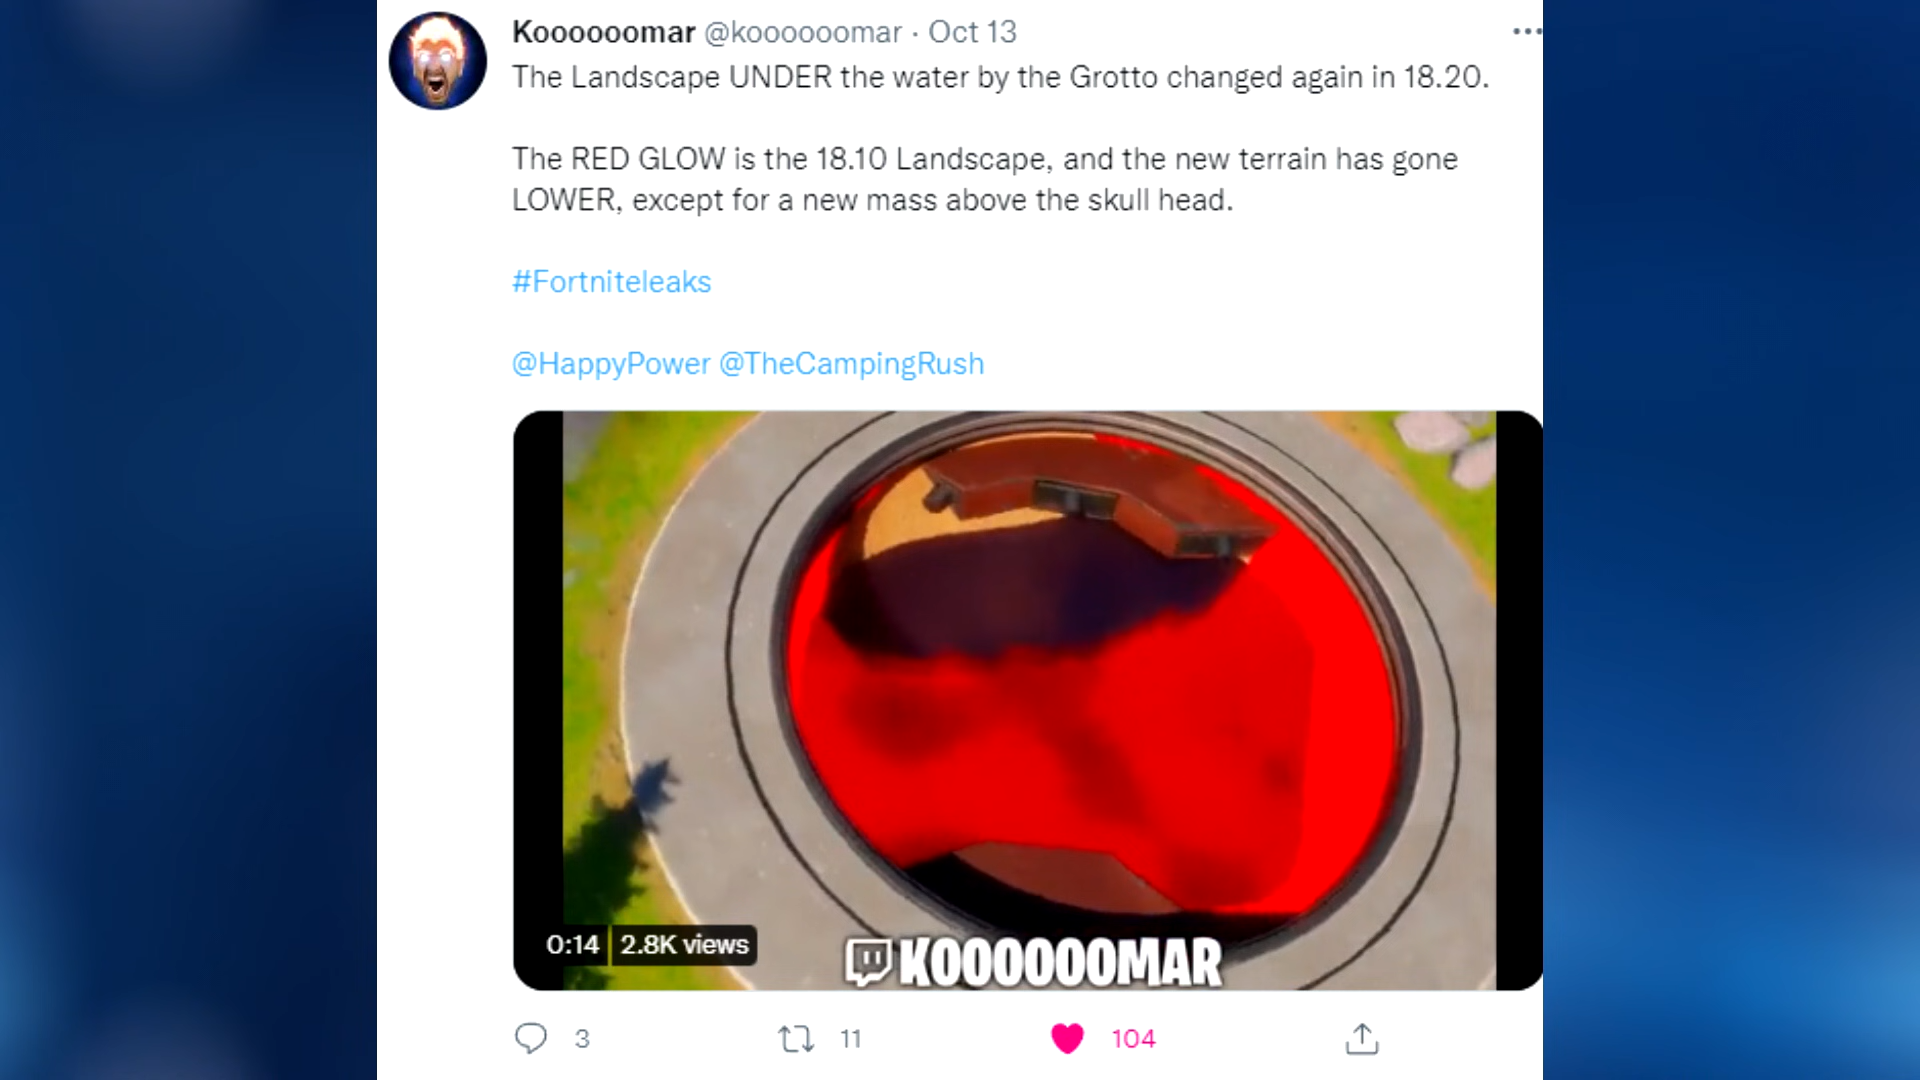 Koooooomar @koooooomar · Oct 13
The Landscape UNDER the water by the Grotto changed again in 18.20.
The RED GLOW is the 18.10 Landscape, and the new terrain has gone
LOWER, except for a new mass above the skull head.
#Fortniteleaks
@HappyPower @TheCampingRush
0:14 2.8K views
KOOOOOOMAR
3 11 104